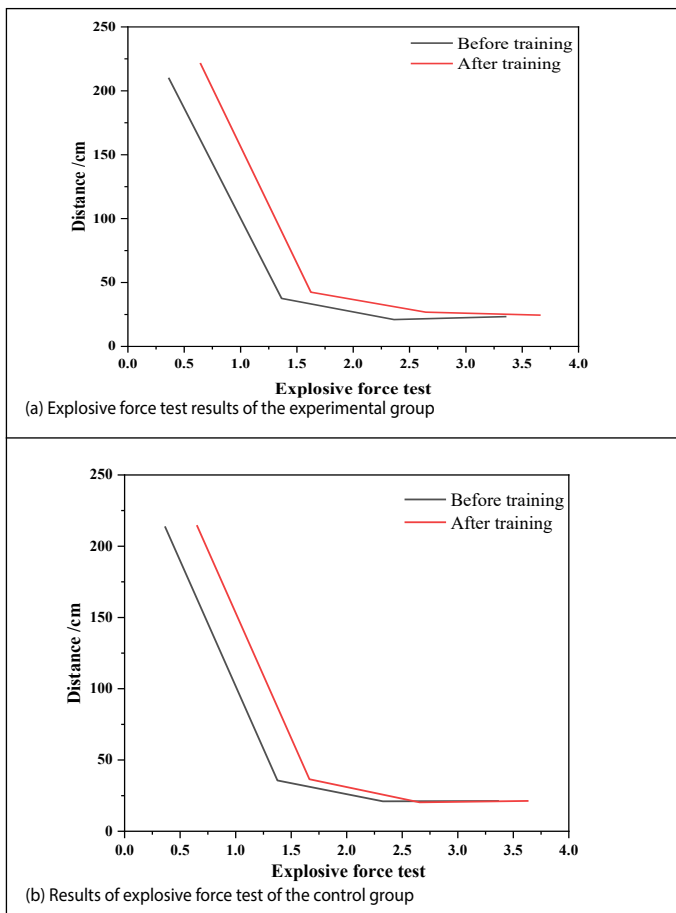 250
200
150
100
50
0
Distance /cm
Before training
After training
0.0 0.5 1.0 1.5 2.0 2.5 3.0 3.5 4.0
Explosive force test
(a) Explosive force test results of the experimental group
250
200
150
100
50
0
Distance /cm
Before training
After training
0.0 0.5 1.0 1.5 2.0 2.5 3.0 3.5 4.0
Explosive force test
(b) Results of explosive force test of the control group